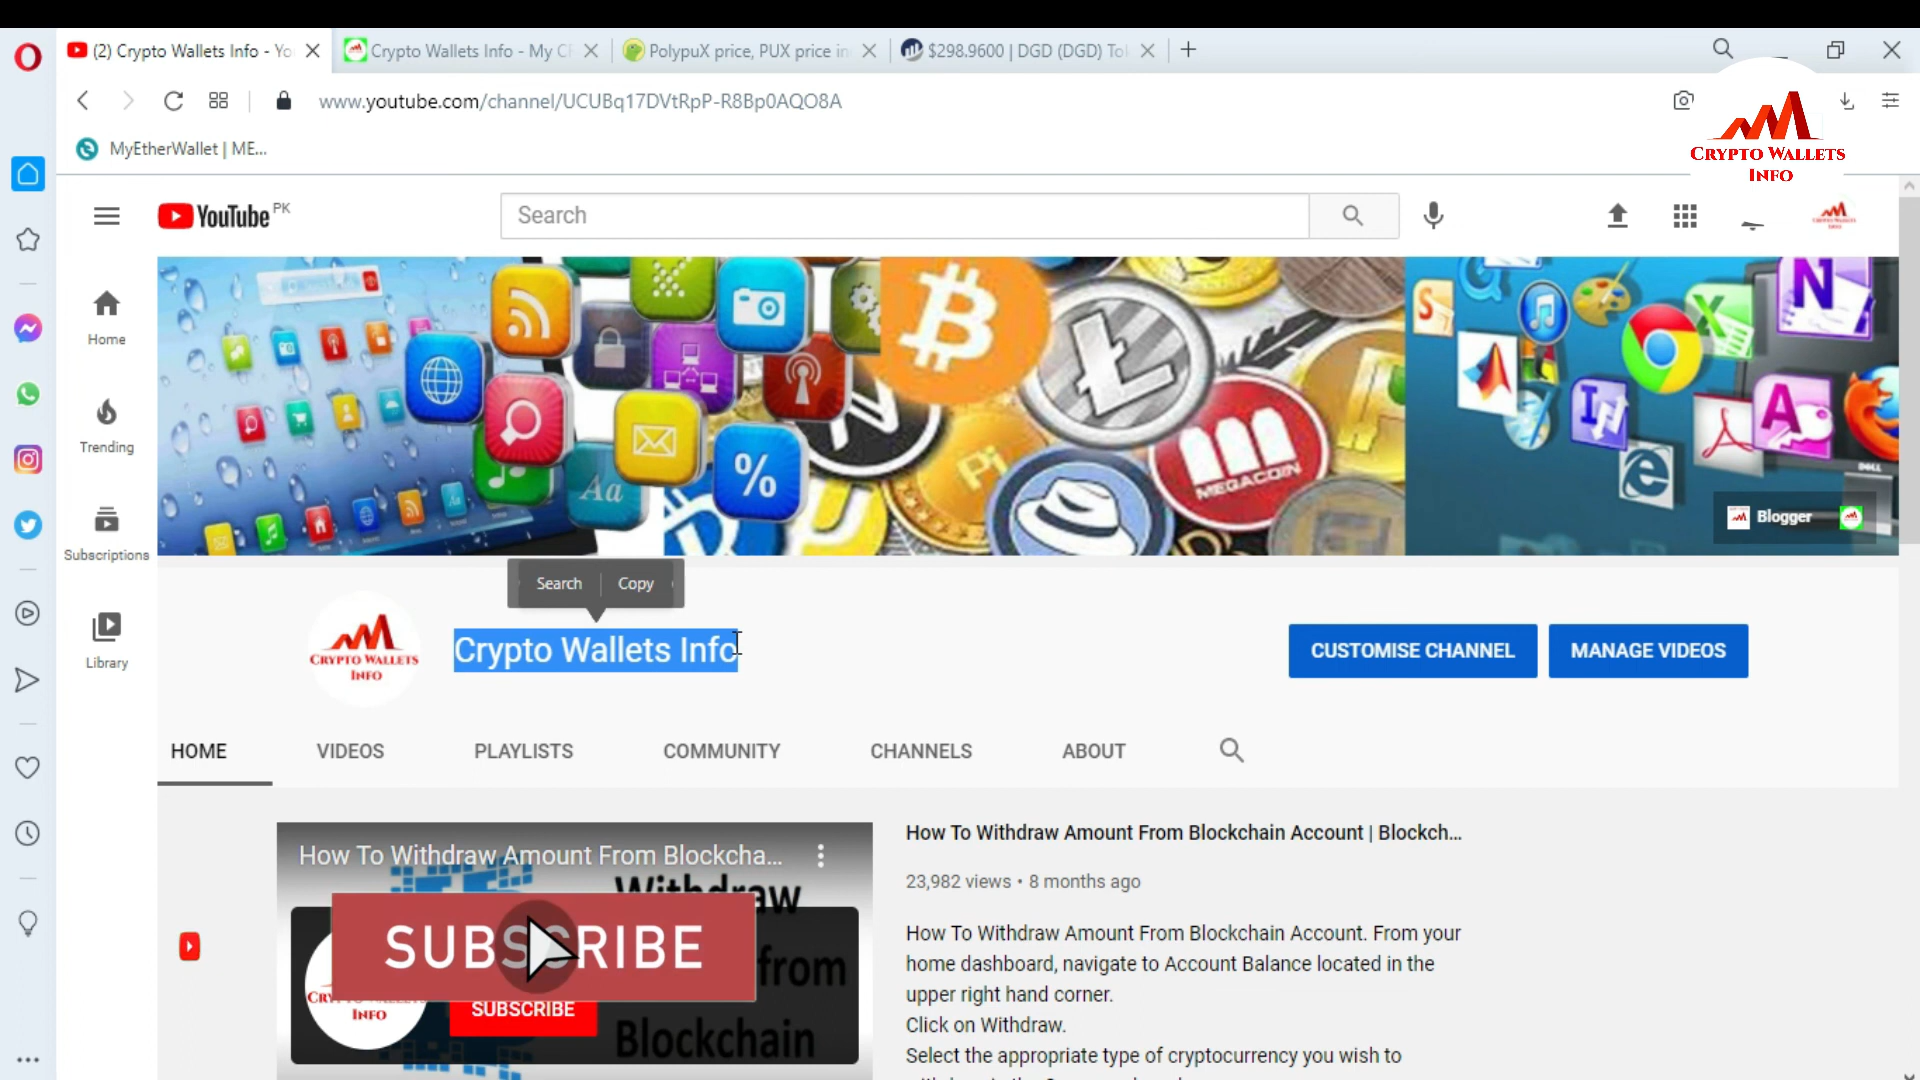 (2) Crypto Wallets Info - Yo
Crypto Wallets Info - My C
PolypuX price, PUX price in
$298.9600 | DGD (DGD) To
www.youtube.com/channel/UCUBq17DVtRpP-R8Bp0AQO8A
MyEtherWallet | ME...
CRYPTO WALLETS
INFO
YouTube PK
Search
Home
Trending
Subscriptions
Library
Aa
%
Pi
MEGACOIN
N
S
X
A
DELL
Blogger
Search
Copy
CRYPTO WALLETS
INFO
Crypto Wallets Info
CUSTOMISE CHANNEL
MANAGE VIDEOS
HOME
VIDEOS
PLAYLISTS
COMMUNITY
CHANNELS
ABOUT
How To Withdraw Amount From Blockcha...
Withdraw
from
Blockchain
SUBSCRIBE
SUBSCRIBE
INFO
How To Withdraw Amount From Blockchain Account | Blockch...
23,982 views • 8 months ago
How To Withdraw Amount From Blockchain Account. From your
home dashboard, navigate to Account Balance located in the
upper right hand corner.
Click on Withdraw.
Select the appropriate type of cryptocurrency you wish to